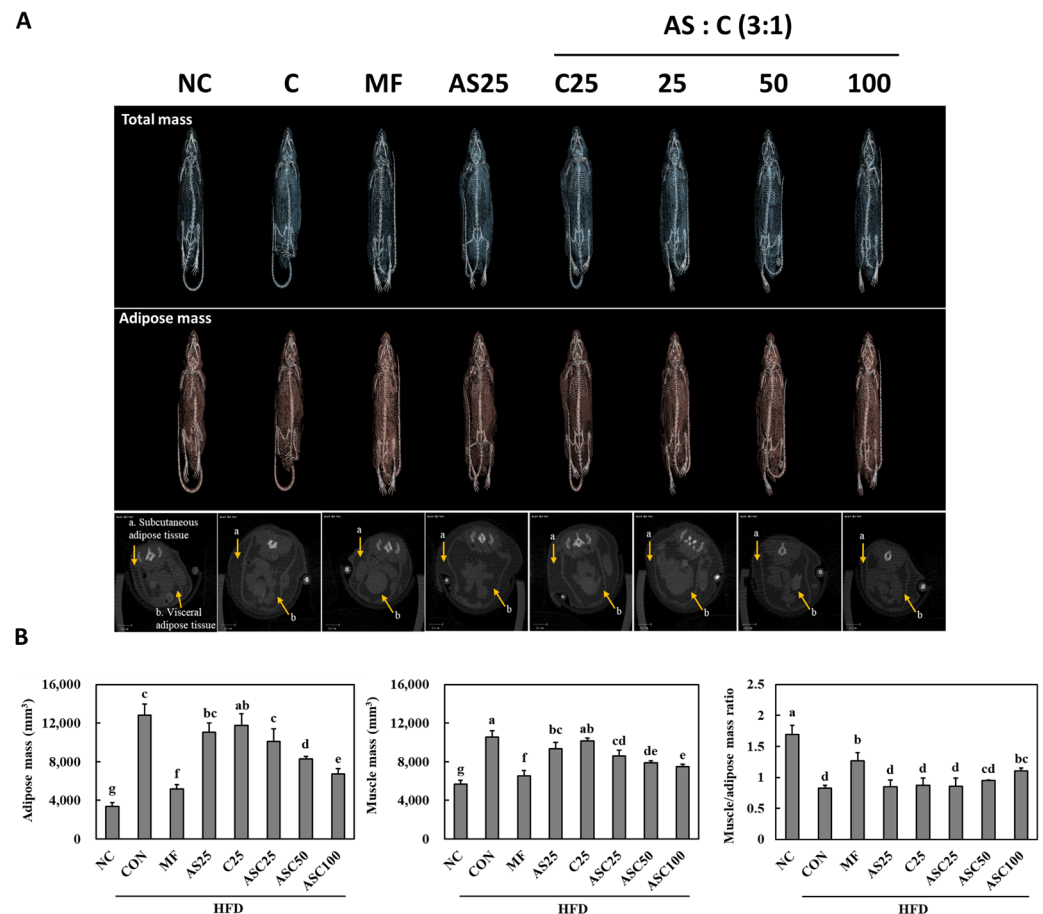 A
AS : C (3:1)
NC C MF AS25 C25 25 50 100
Total mass
Adipose mass
a. Subcutaneous
adipose tissue
b. Visceral
adipose tissue
a a a a a a a
b b b b b b b
B
Adipose mass (mm³)
16,000
12,000
8,000
4,000
0
g c f bc ab c d e
NC CON MF AS25 C25 ASC25 ASC50 ASC100
HFD
Muscle mass (mm³)
16,000
12,000
8,000
4,000
0
g a f bc ab cd de e
NC CON MF AS25 C25 ASC25 ASC50 ASC100
HFD
Muscle/adipose mass ratio
2.5
2
1.5
1
0.5
0
a d b d d d cd bc
NC CON MF AS25 C25 ASC25 ASC50 ASC100
HFD